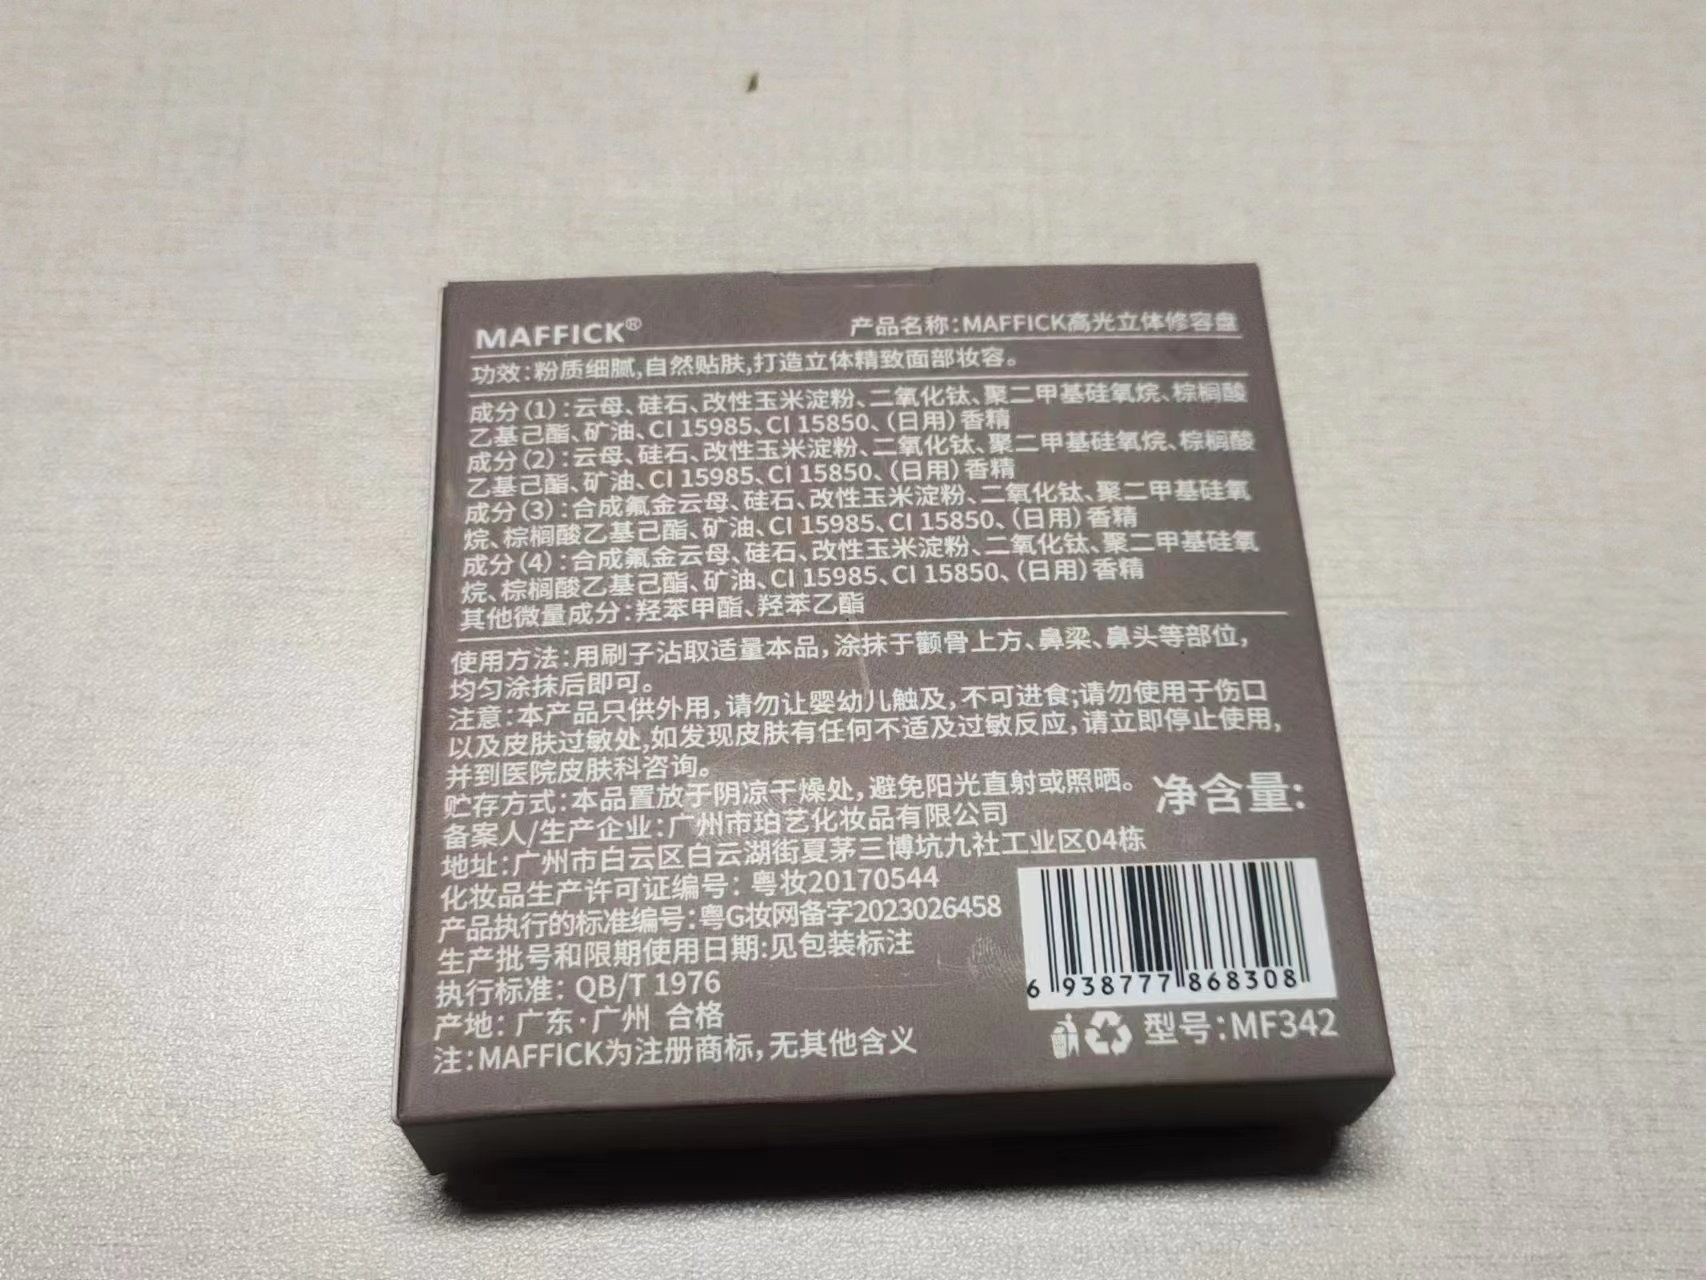 MAFFICK®
产品名称:MAFFICK高光立体修容盘
功效:粉质细腻,自然贴肤,打造立体精致面部妆容。
成分(1):云母、硅石、改性玉米淀粉、二氧化钛、聚二甲基硅氧烷、棕榈酸
乙基己酯、矿油、CI 15985、CI 15850、(日用)香精
成分(2):云母、硅石、改性玉米淀粉、二氧化钛、聚二甲基硅氧烷、棕榈酸
乙基己酯、矿油、CI 15985、CI 15850、(日用)香精
成分(3):合成氟金云母、硅石、改性玉米淀粉、二氧化钛、聚二甲基硅氧
烷、棕榈酸乙基己酯、矿油、CI 15985、CI 15850、(日用)香精
成分(4):合成氟金云母、硅石、改性玉米淀粉、二氧化钛、聚二甲基硅氧
烷、棕榈酸乙基己酯、矿油、CI 15985、CI 15850、(日用)香精
其他微量成分:羟苯甲酯、羟苯乙酯
使用方法:用刷子沾取适量本品,涂抹于颧骨上方、鼻梁、鼻头等部位,
均匀涂抹后即可。
注意:本产品只供外用,请勿让婴幼儿触及,不可进食;请勿使用于伤口
以及皮肤过敏处,如发现皮肤有任何不适及过敏反应,请立即停止使用,
并到医院皮肤科咨询。
贮存方式:本品置放于阴凉干燥处,避免阳光直射或照晒。
净含量:
备案人/生产企业:广州市珀艺化妆品有限公司
地址:广州市白云区白云湖街夏茅三博坑九社工业区04栋
化妆品生产许可证编号:粤妆20170544
产品执行的标准编号:粤G妆网备字2023026458
生产批号和限期使用日期:见包装标注
执行标准:QB/T 1976
产地:广东·广州 合格
注:MAFFICK为注册商标,无其他含义
6 938777 868308
型号:MF342